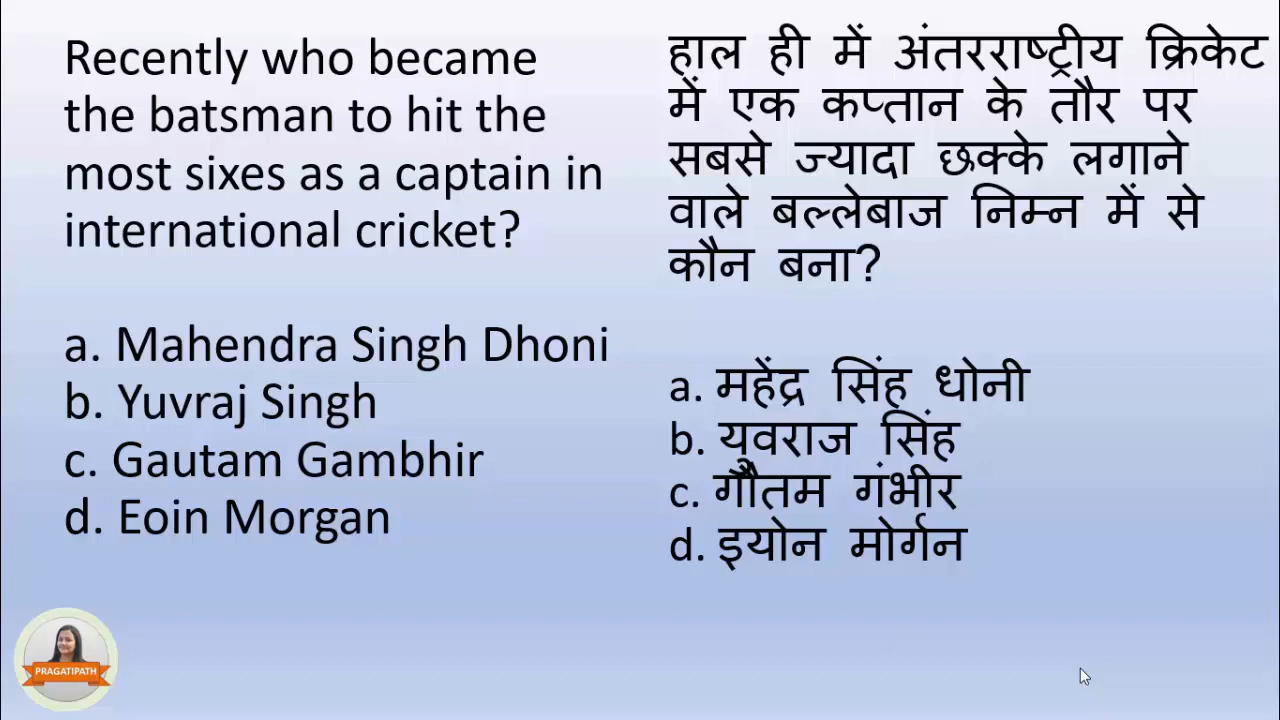 Recently who became
the batsman to hit the
most sixes as a captain in
international cricket?
a. Mahendra Singh Dhoni
b. Yuvraj Singh
c. Gautam Gambhir
d. Eoin Morgan
हाल ही में अंतरराष्ट्रीय क्रिकेट
में एक कप्तान के तौर पर
सबसे ज्यादा छक्के लगाने
वाले बल्लेबाज निम्न में से
कौन बना?
a. महेंद्र सिंह धोनी
b. युवराज सिंह
c. गौतम गंभीर
d. इयोन मोर्गन
PRAGATIPATH